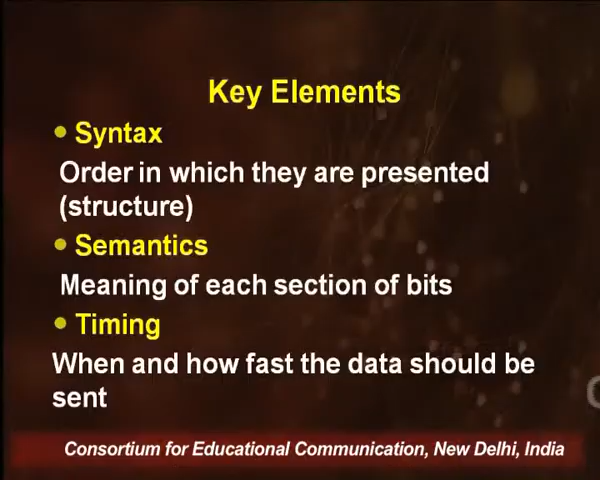 Key Elements
• Syntax
Order in which they are presented
(structure)
• Semantics
Meaning of each section of bits
• Timing
When and how fast the data should be
sent
Consortium for Educational Communication, New Delhi, India